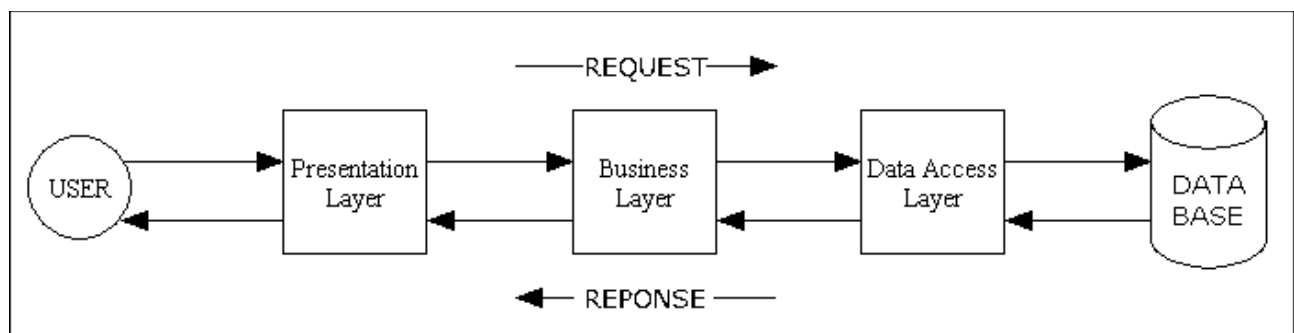 REQUEST
USER
Presentation
Layer
Business
Layer
Data Access
Layer
DATA
BASE
REPONSE